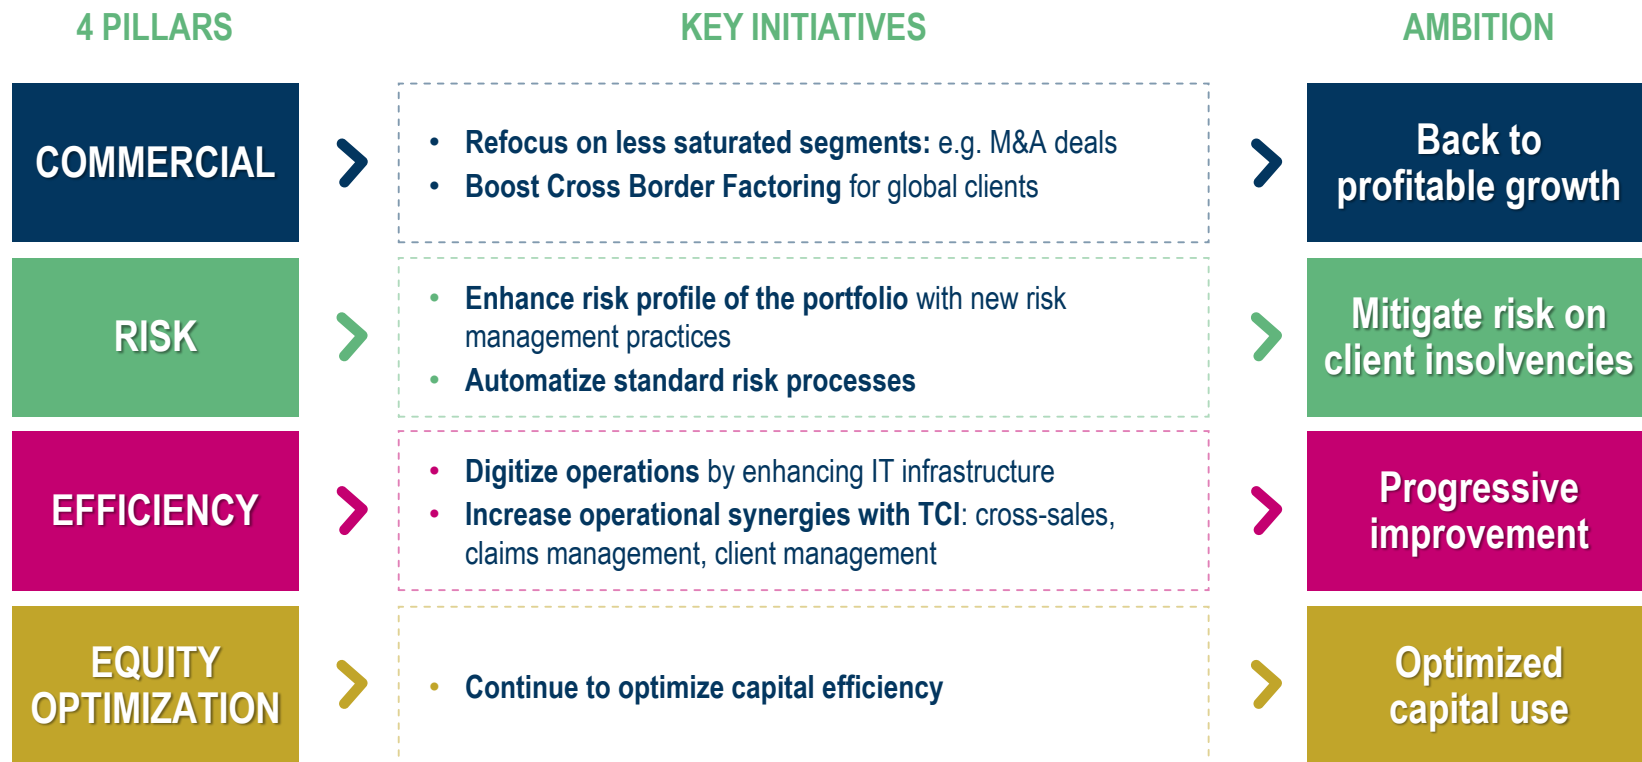 4 PILLARS
KEY INITIATIVES
AMBITION
COMMERCIAL
• Refocus on less saturated segments: e.g. M&A deals
• Boost Cross Border Factoring for global clients
Back to
profitable growth
RISK
• Enhance risk profile of the portfolio with new risk
management practices
• Automatize standard risk processes
Mitigate risk on
client insolvencies
EFFICIENCY
• Digitize operations by enhancing IT infrastructure
• Increase operational synergies with TCI: cross-sales,
claims management, client management
Progressive
improvement
EQUITY
OPTIMIZATION
• Continue to optimize capital efficiency
Optimized
capital use